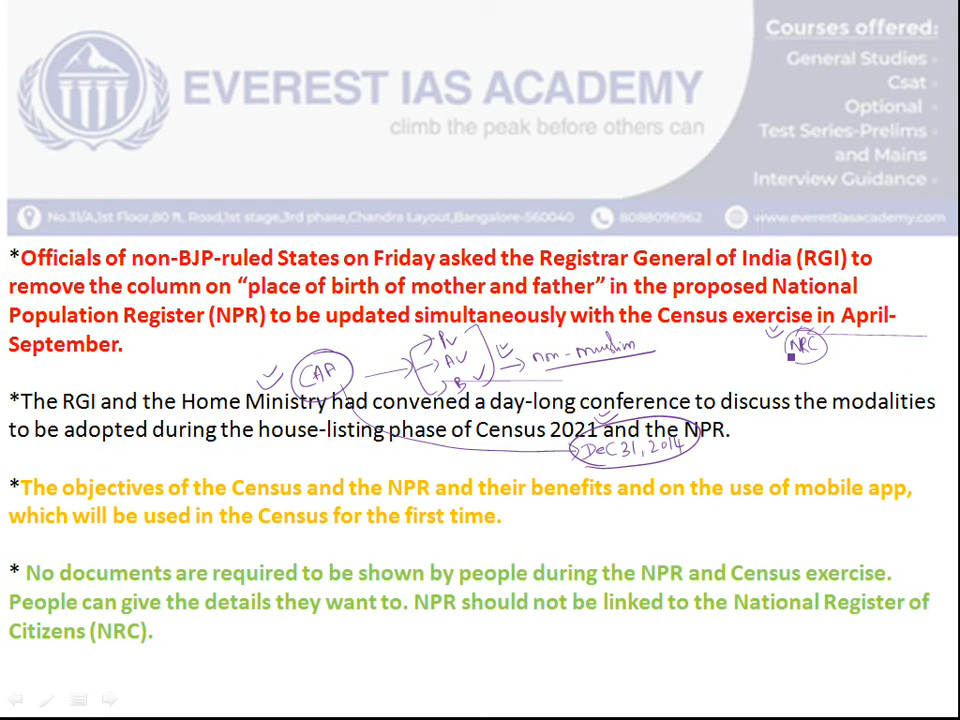 Courses offered:
General Studies
Csat
Optional
Test Series-Prelims
and Mains
Interview Guidance
EVEREST IAS ACADEMY
climb the peak before others can
No.31/A,1st Floor,80 ft. Road,1st stage,3rd phase,Chandra Layout,Bangalore-560040 8088096962 www.everestiasacademy.com
*Officials of non-BJP-ruled States on Friday asked the Registrar General of India (RGI) to
remove the column on “place of birth of mother and father” in the proposed National
Population Register (NPR) to be updated simultaneously with the Census exercise in April-
September.
NRC
CAA
P
A
B
non-muslim
*The RGI and the Home Ministry had convened a day-long conference to discuss the modalities
to be adopted during the house-listing phase of Census 2021 and the NPR.
Dec 31, 2014
*The objectives of the Census and the NPR and their benefits and on the use of mobile app,
which will be used in the Census for the first time.
* No documents are required to be shown by people during the NPR and Census exercise.
People can give the details they want to. NPR should not be linked to the National Register of
Citizens (NRC).